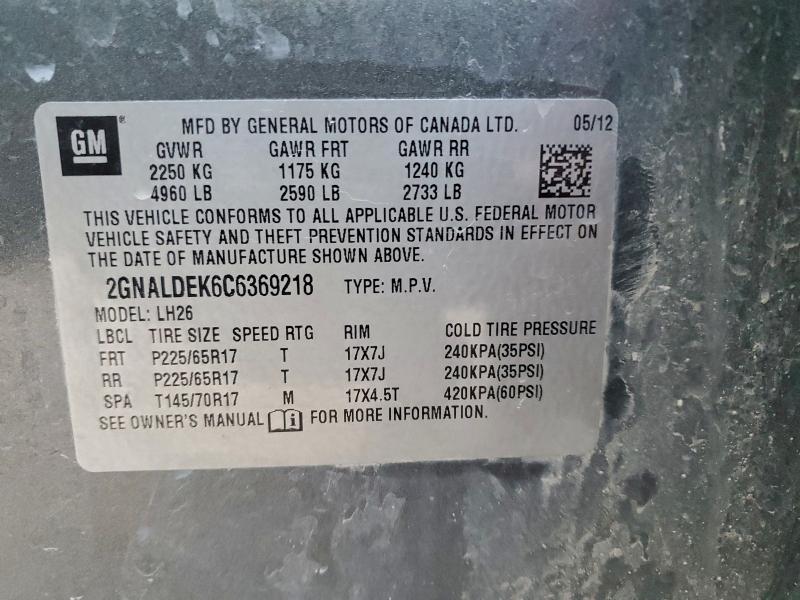 GM ® MFD BY GENERAL MOTORS OF CANADA LTD. 05/12
GVWR GAWR FRT GAWR RR
2250 KG 1175 KG 1240 KG
4960 LB 2590 LB 2733 LB
THIS VEHICLE CONFORMS TO ALL APPLICABLE U.S. FEDERAL MOTOR
VEHICLE SAFETY AND THEFT PREVENTION STANDARDS IN EFFECT ON
THE DATE OF MANUFACTURE SHOWN ABOVE.
2GNALDEK6C6369218 TYPE: M.P.V.
MODEL: LH26
LBCL TIRE SIZE SPEED RTG RIM COLD TIRE PRESSURE
FRT P225/65R17 T 17X7J 240KPA(35PSI)
RR P225/65R17 T 17X7J 240KPA(35PSI)
SPA T145/70R17 M 17X4.5T 420KPA(60PSI)
SEE OWNER'S MANUAL i FOR MORE INFORMATION.